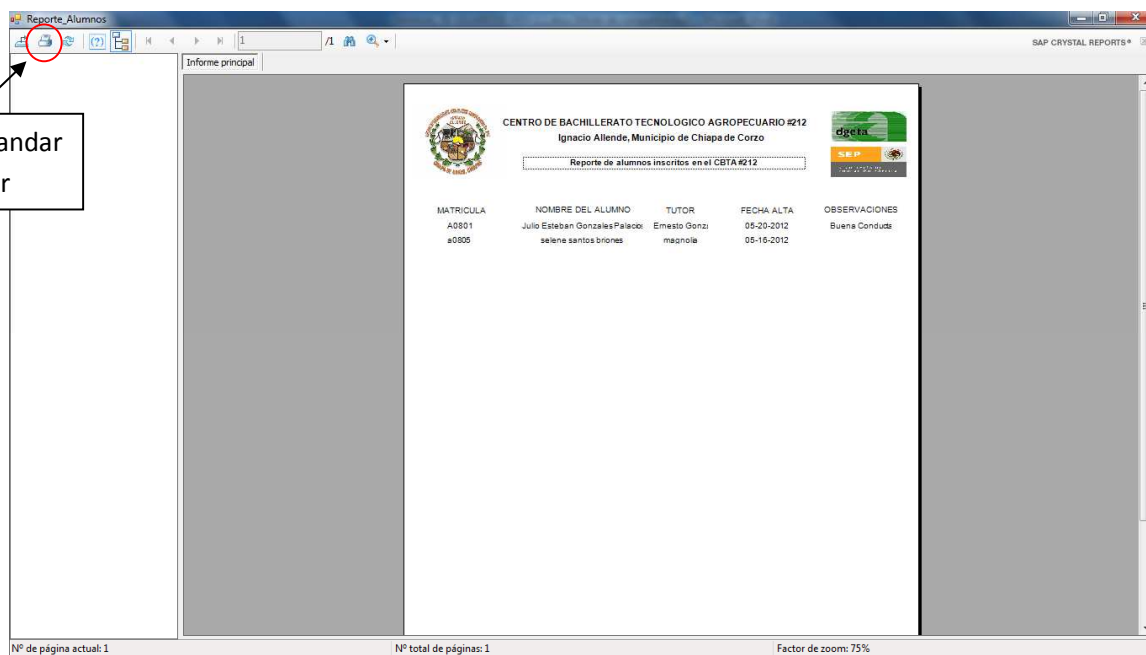 Reporte_Alumnos
1 /1
SAP CRYSTAL REPORTS®
Informe principal
andar
r
CENTRO DE BACHILLERATO TECNOLOGICO AGROPECUARIO #212
Ignacio Allende, Municipio de Chiapa de Corzo
Reporte de alumnos inscritos en el CBTA #212
dgeta
SEP
MATRICULA NOMBRE DEL ALUMNO TUTOR FECHA ALTA OBSERVACIONES
A0801 Julio Esteban Gonzales Palacio Ernesto Gonz 05-20-2012 Buena Conducta
a0805 selene santos briones magnolia 05-16-2012
Nº de página actual: 1 Nº total de páginas: 1 Factor de zoom: 75%